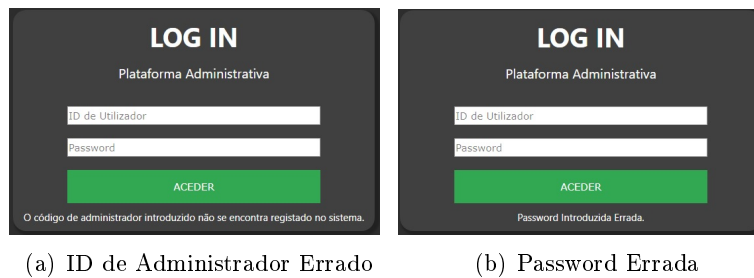 LOG IN
Plataforma Administrativa
ID de Utilizador
Password
ACEDER
O código de administrador introduzido não se encontra registado no sistema.
(a) ID de Administrador Errado
LOG IN
Plataforma Administrativa
ID de Utilizador
Password
ACEDER
Password Introduzida Errada.
(b) Password Errada